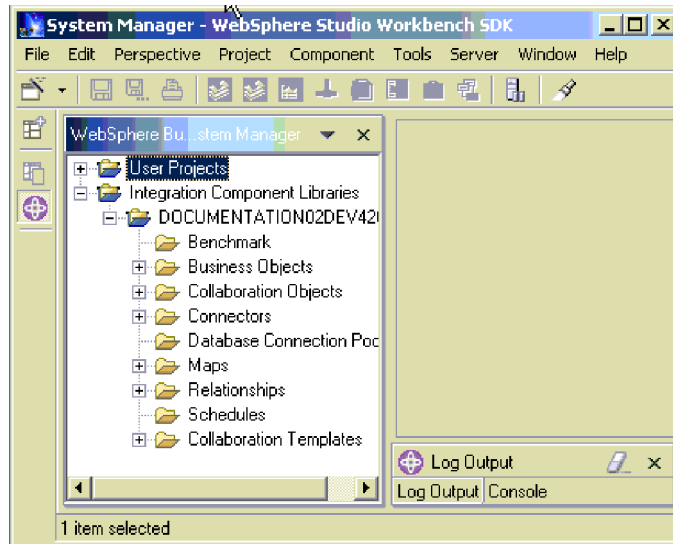 System Manager - WebSphere Studio Workbench SDK
File Edit Perspective Project Component Tools Server Window Help
WebSphere Bu...stem Manager
User Projects
Integration Component Libraries
DOCUMENTATION02DEV42
Benchmark
Business Objects
Collaboration Objects
Connectors
Database Connection Poo
Maps
Relationships
Schedules
Collaboration Templates
Log Output
Log Output Console
1 item selected